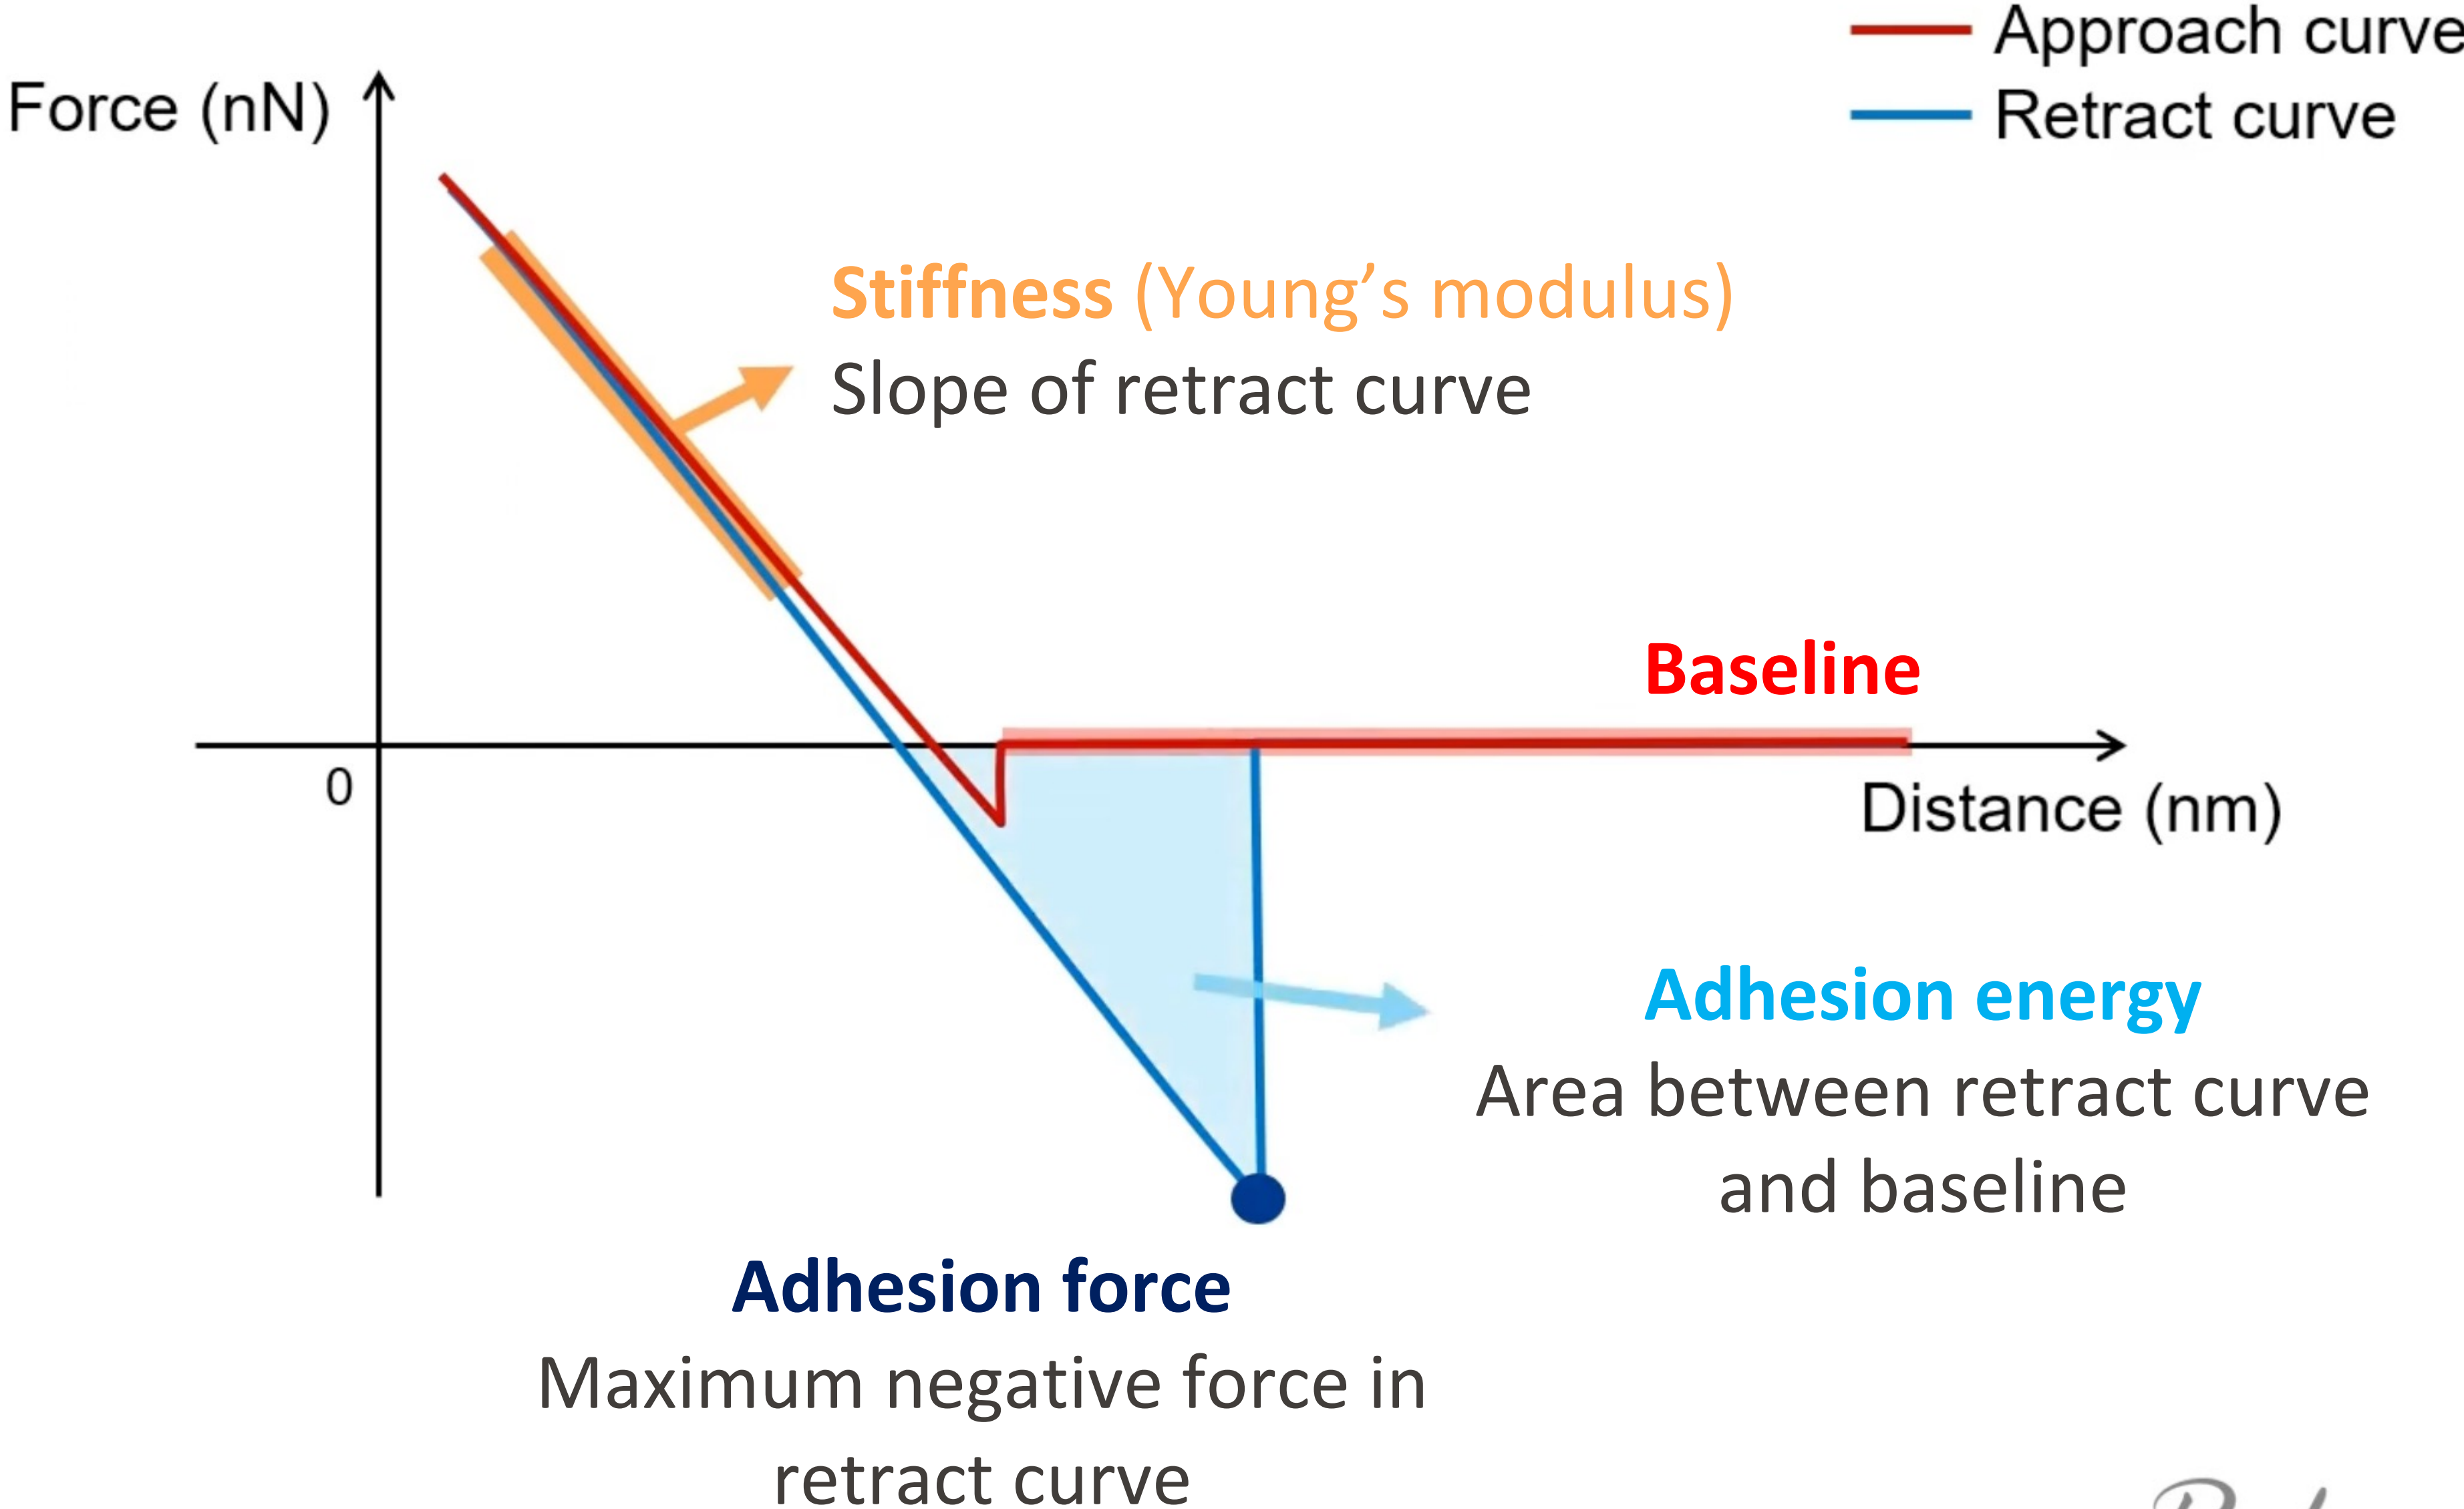 Approach curve
Retract curve
Force (nN)
Stiffness (Young’s modulus)
Slope of retract curve
Baseline
0
Distance (nm)
Adhesion energy
Area between retract curve
and baseline
Adhesion force
Maximum negative force in
retract curve